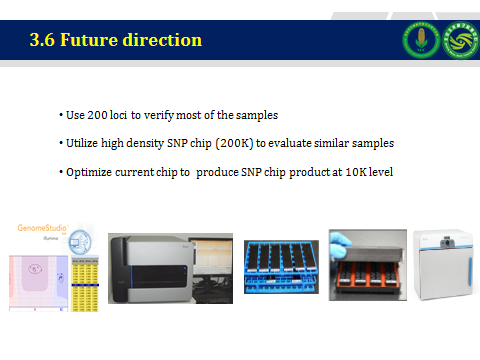 3.6 Future direction
• Use 200 loci to verify most of the samples
• Utilize high density SNP chip (200K) to evaluate similar samples
• Optimize current chip to produce SNP chip product at 10K level
GenomeStudio
illumina